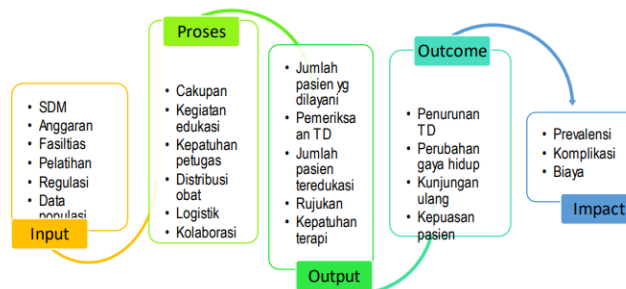 Input
• SDM
• Anggaran
• Fasiltias
• Pelatihan
• Regulasi
• Data
populasi
Proses
• Cakupan
• Kegiatan
edukasi
• Kepatuhan
petugas
• Distribusi
obat
• Logistik
• Kolaborasi
• Jumlah
pasien yg
dilayani
• Pemeriksa
an TD
• Jumlah
pasien
teredukasi
• Rujukan
• Kepatuhan
terapi
Output
Outcome
• Penurunan
TD
• Perubahan
gaya hidup
• Kunjungan
ulang
• Kepuasan
pasien
• Prevalensi
• Komplikasi
• Biaya
Impact